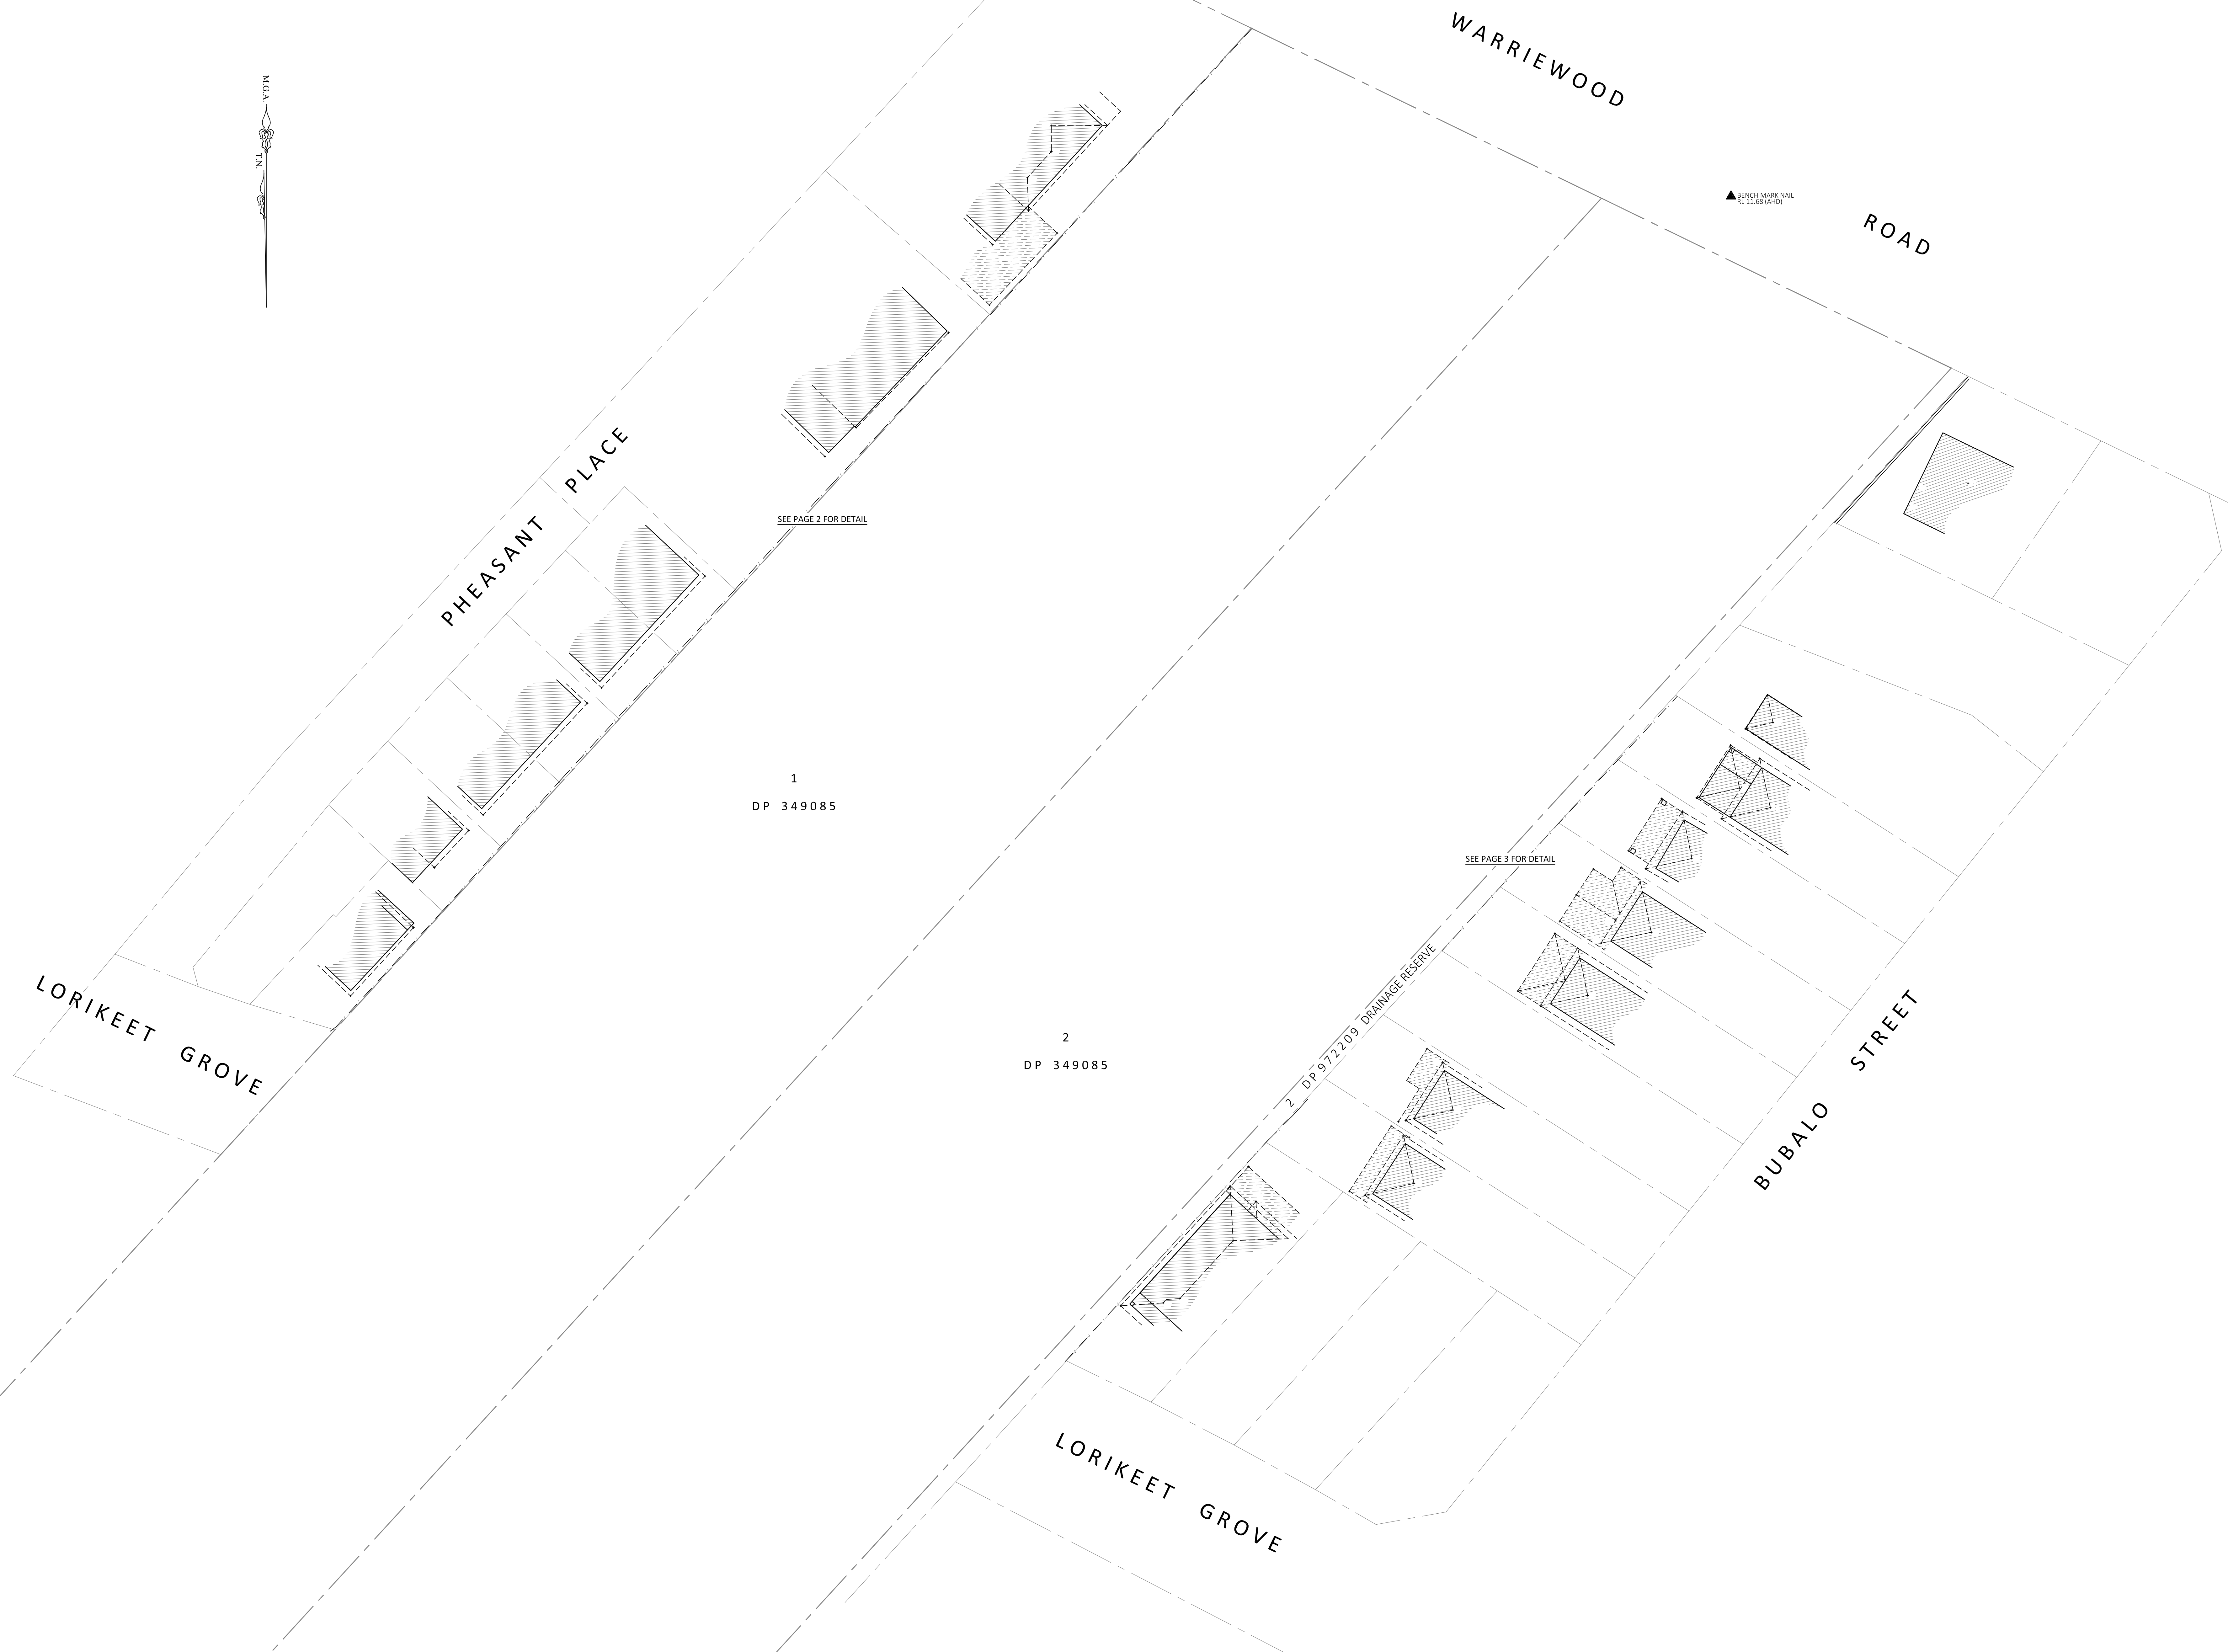 WARRIEWOOD
M.G.A.
T.N.
BENCH MARK NAIL
RL 11.68 (AHD)
ROAD
PHEASANT PLACE
SEE PAGE 2 FOR DETAIL
1
DP 349085
SEE PAGE 3 FOR DETAIL
2 DP 972209 DRAINAGE RESERVE
LORIKEET GROVE
2
DP 349085
BUBALO STREET
LORIKEET GROVE